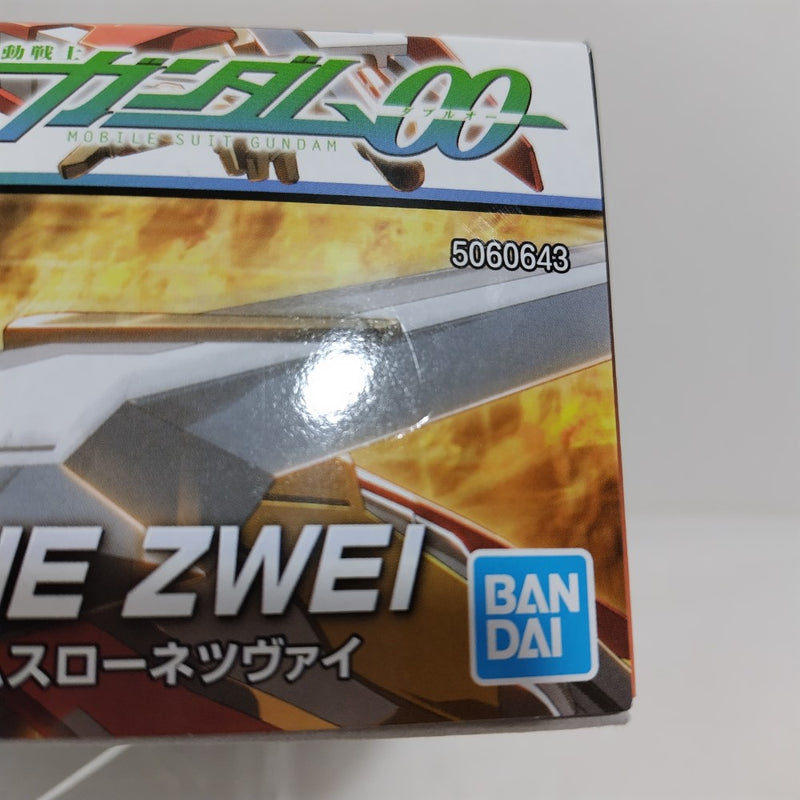 動戦士
ガンダム00
ダブルオー
MOBILE SUIT GUNDAM
5060643
NE ZWEI
ムスローネツヴァイ
BAN
DAI